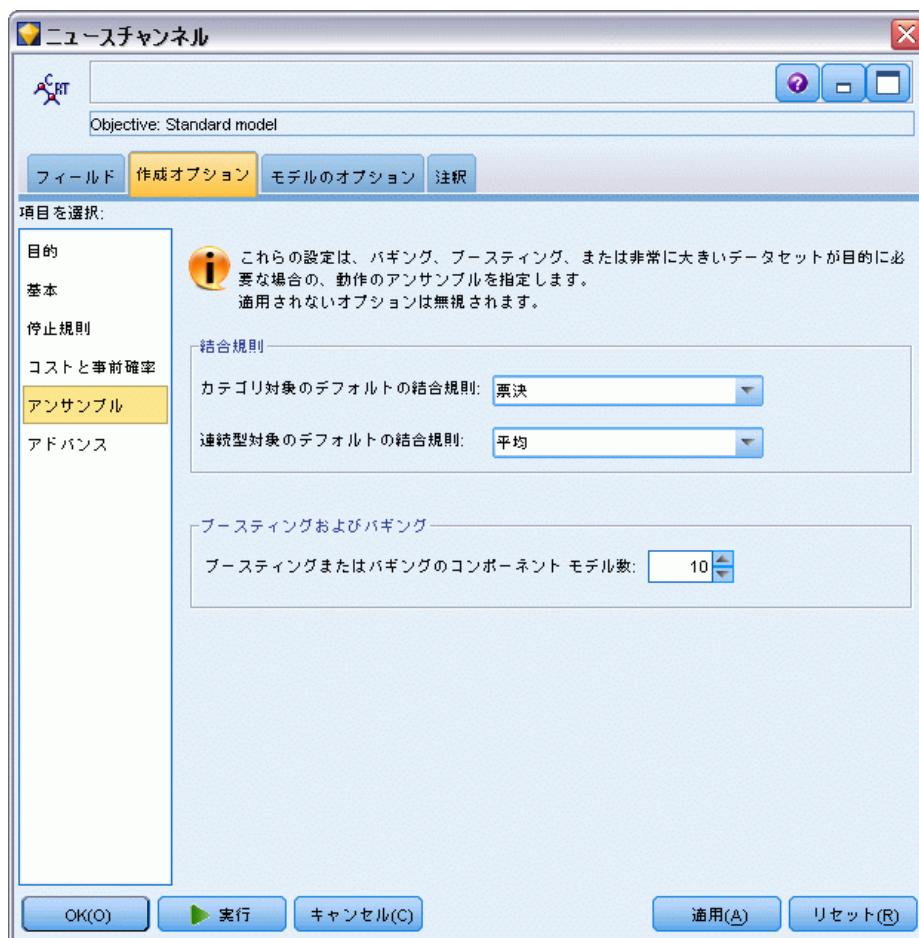 ニュースチャンネル
C
RT
Objective: Standard model
フィールド 作成オプション モデルのオプション 注釈
項目を選択:
目的
基本
停止規則
コストと事前確率
アンサンブル
アドバンス
これらの設定は、バギング、ブースティング、または非常に大きいデータセットが目的に必
要な場合の、動作のアンサンブルを指定します。
適用されないオプションは無視されます。
結合規則
カテゴリ対象のデフォルトの結合規則: 票決
連続型対象のデフォルトの結合規則: 平均
ブースティングおよびバギング
ブースティングまたはバギングのコンポーネント モデル数: 10
OK(O) 実行 キャンセル(C) 適用(A) リセット(R)